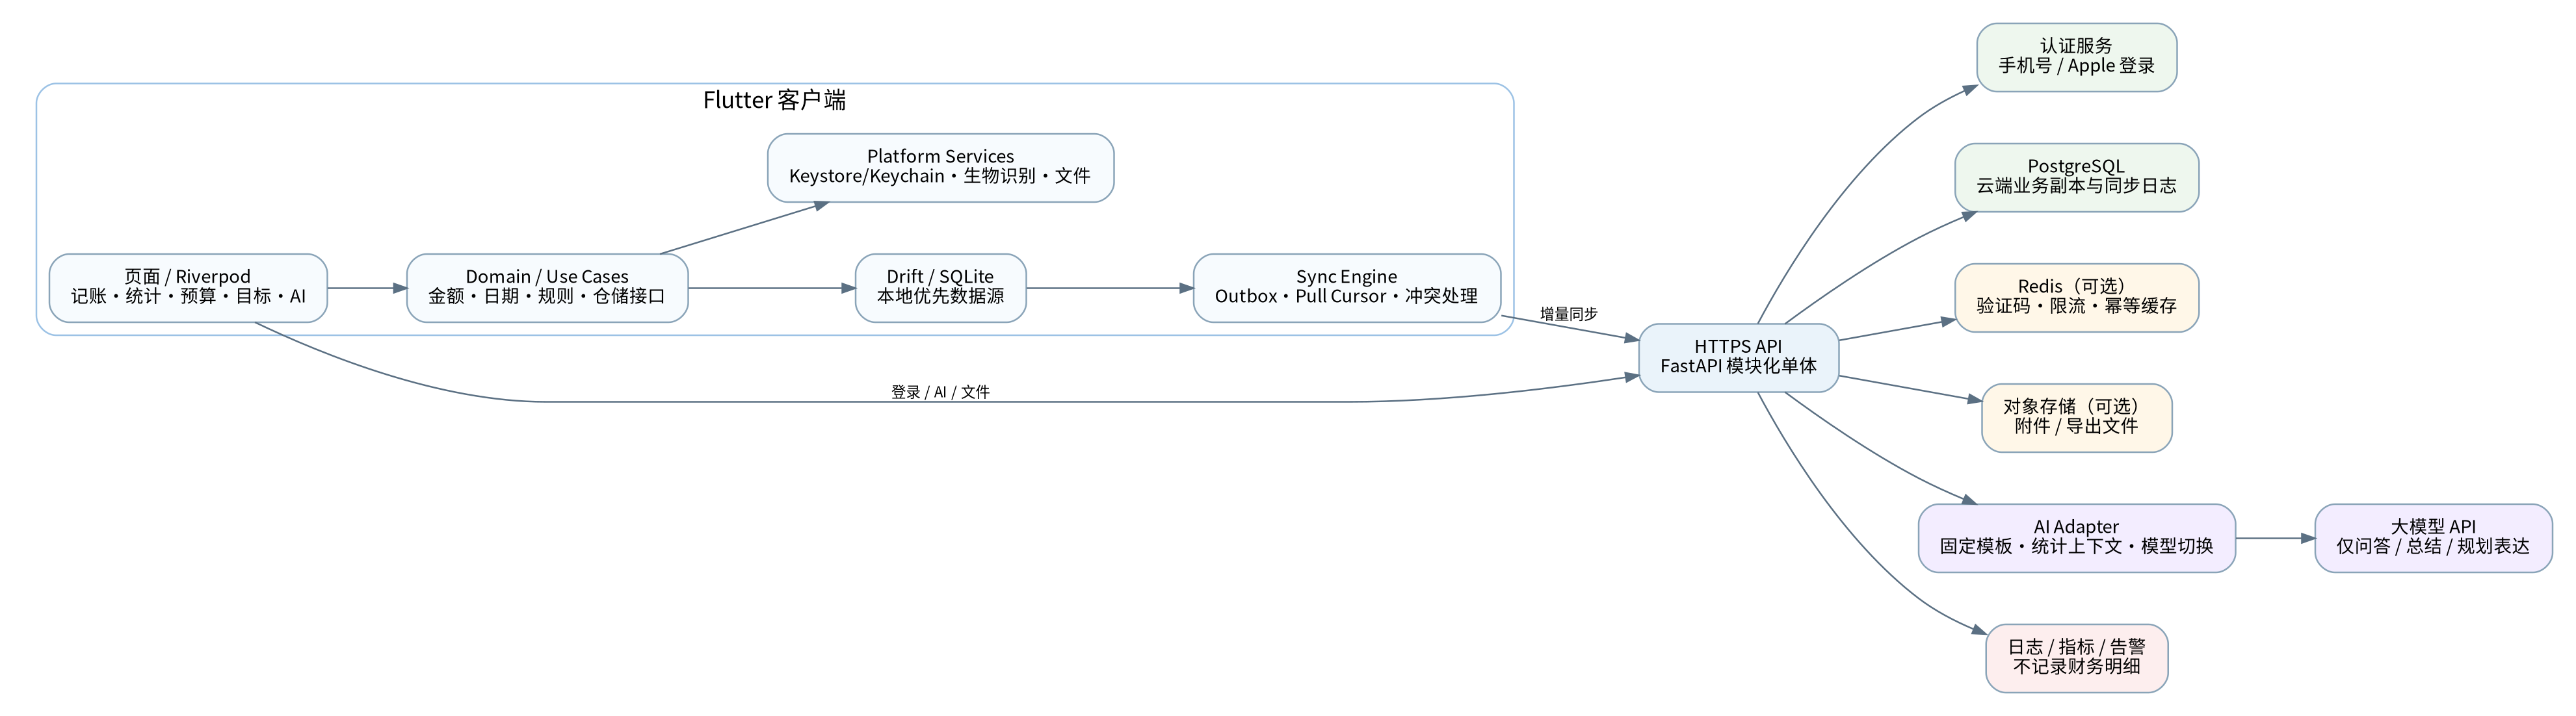 Flutter 客户端
Platform Services
Keystore/Keychain・生物识别・文件
页面 / Riverpod
记账・统计・预算・目标・AI
Domain / Use Cases
金额・日期・规则・仓储接口
Drift / SQLite
本地优先数据源
Sync Engine
Outbox・Pull Cursor・冲突处理
增量同步
登录 / AI / 文件
HTTPS API
FastAPI 模块化单体
认证服务
手机号 / Apple 登录
PostgreSQL
云端业务副本与同步日志
Redis（可选）
验证码・限流・幂等缓存
对象存储（可选）
附件 / 导出文件
AI Adapter
固定模板・统计上下文・模型切换
大模型 API
仅问答 / 总结 / 规划表达
日志 / 指标 / 告警
不记录财务明细